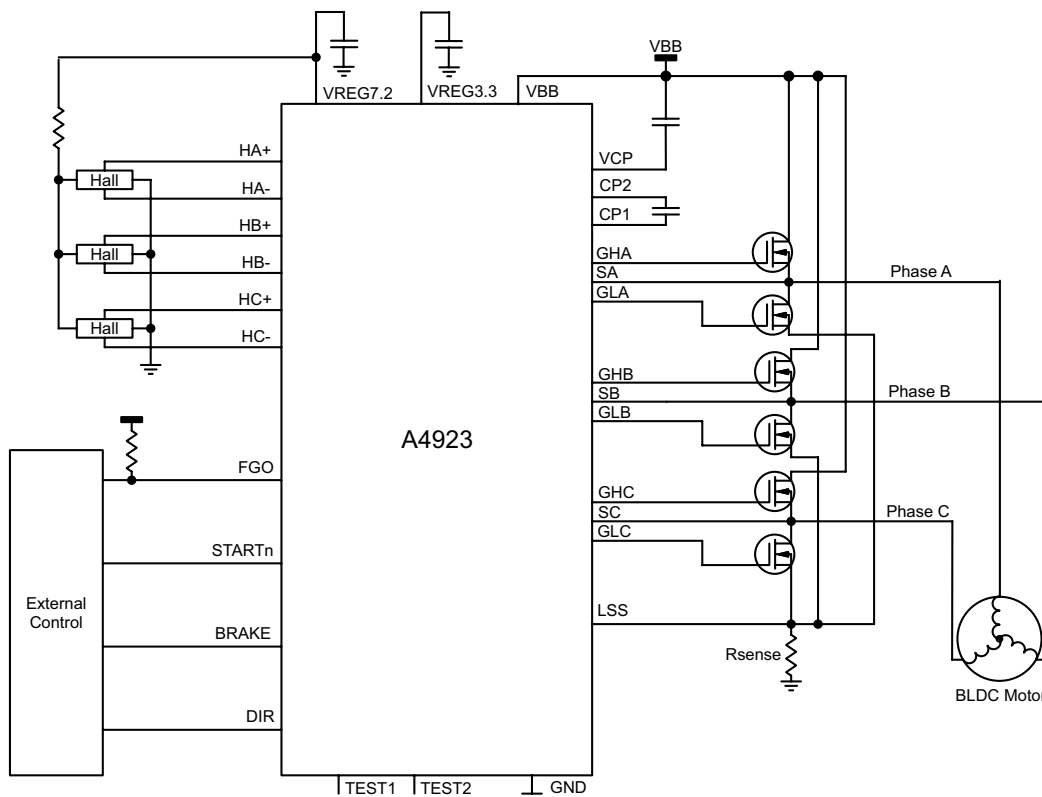 VBB
VREG7.2
VREG3.3
VBB
HA+
Hall
HA-
HB+
Hall
HB-
HC+
Hall
HC-
VCP
CP2
CP1
GHA
SA
GLA
Phase A
GHB
SB
GLB
Phase B
A4923
GHC
SC
GLC
Phase C
FGO
STARTn
External
Control
BRAKE
DIR
LSS
Rsense
BLDC Motor
TEST1
TEST2
GND